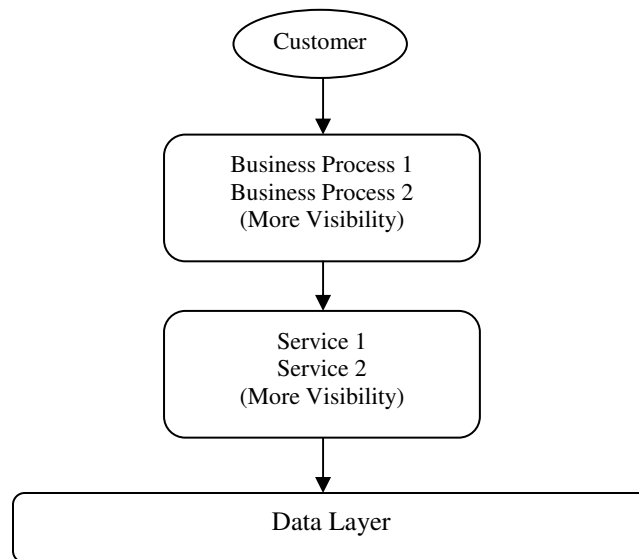 Customer
Business Process 1
Business Process 2
(More Visibility)
Service 1
Service 2
(More Visibility)
Data Layer